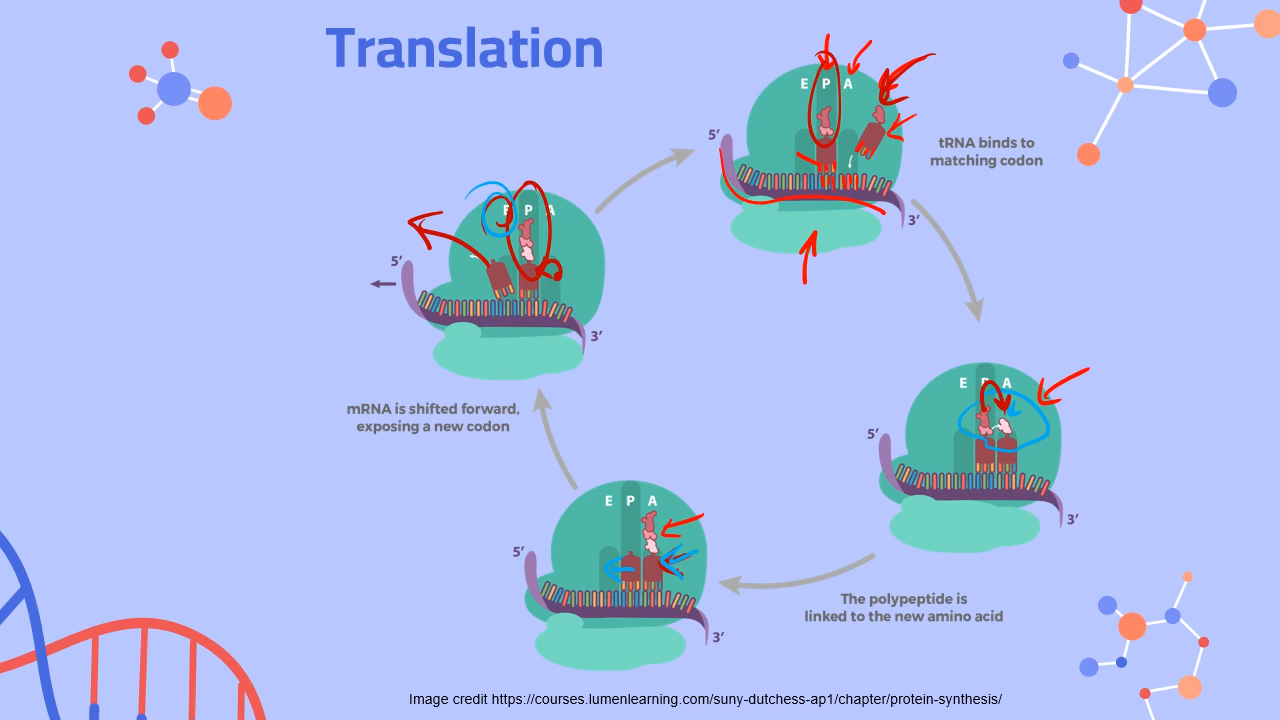 Translation
E P A
5′
3′
tRNA binds to
matching codon
E P A
5′
3′
E P A
5′
3′
The polypeptide is
linked to the new amino acid
E P A
5′
3′
mRNA is shifted forward,
exposing a new codon
Image credit https://courses.lumenlearning.com/suny-dutchess-ap1/chapter/protein-synthesis/